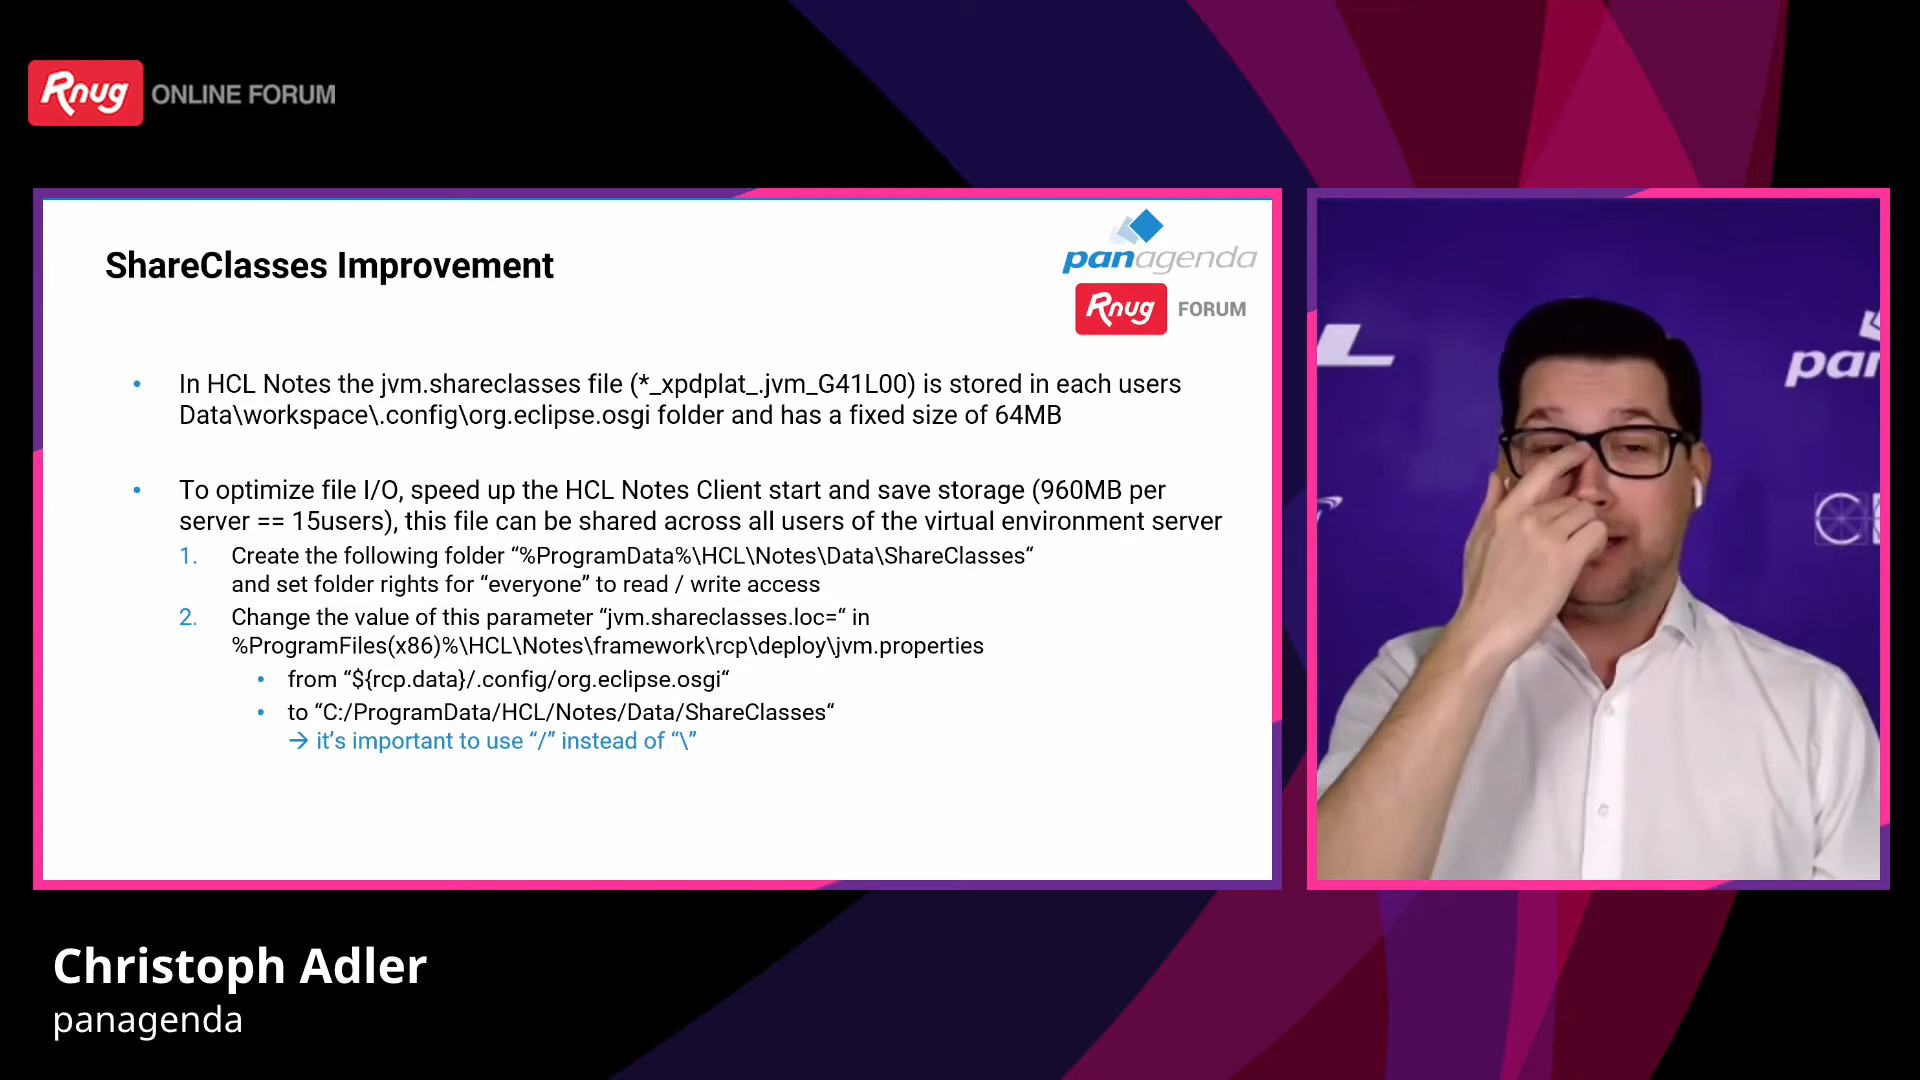 Rnug ONLINE FORUM
ShareClasses Improvement
panagenda
Rnug FORUM
• In HCL Notes the jvm.shareclasses file (*_xpdplat_.jvm_G41L00) is stored in each users
Data\workspace\.config\org.eclipse.osgi folder and has a fixed size of 64MB
• To optimize file I/O, speed up the HCL Notes Client start and save storage (960MB per
server == 15users), this file can be shared across all users of the virtual environment server
1. Create the following folder “%ProgramData%\HCL\Notes\Data\ShareClasses“
and set folder rights for “everyone” to read / write access
2. Change the value of this parameter “jvm.shareclasses.loc=“ in
%ProgramFiles(x86)%\HCL\Notes\framework\rcp\deploy\jvm.properties
• from “${rcp.data}/.config/org.eclipse.osgi“
• to “C:/ProgramData/HCL/Notes/Data/ShareClasses“
→ it’s important to use “/” instead of “\”
L
pan
Christoph Adler
panagenda